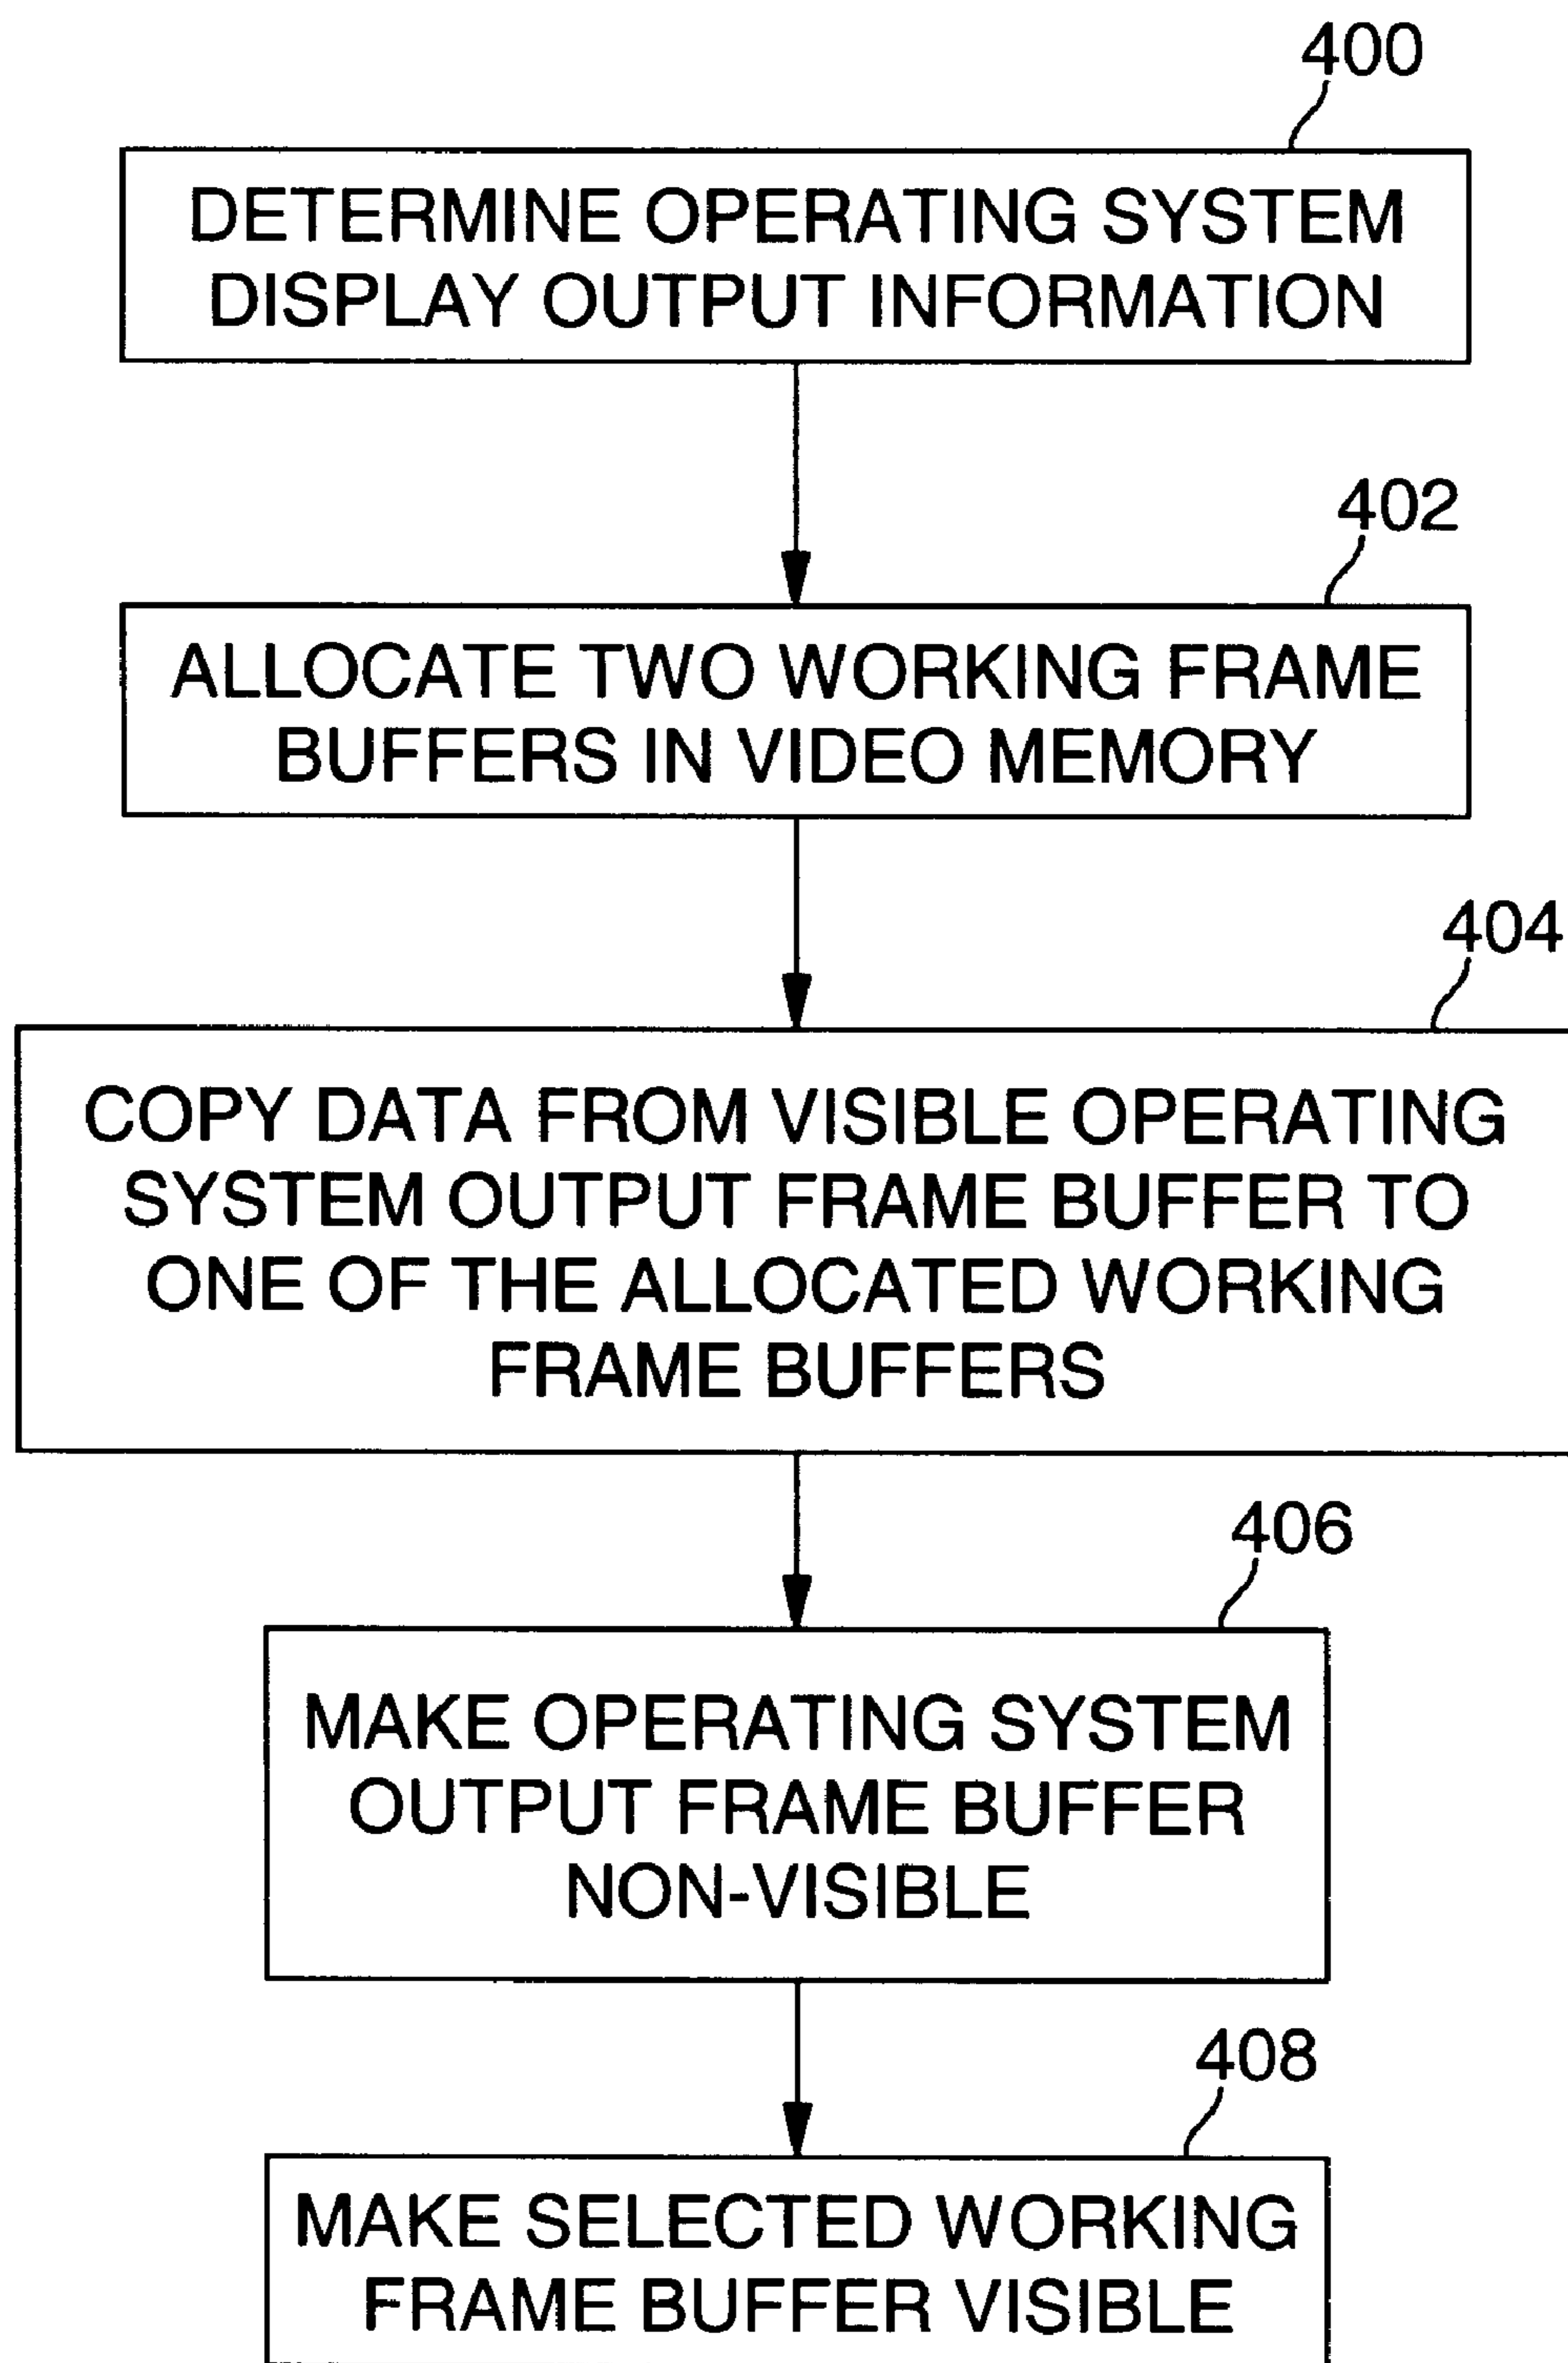 400
DETERMINE OPERATING SYSTEM
DISPLAY OUTPUT INFORMATION
402
ALLOCATE TWO WORKING FRAME
BUFFERS IN VIDEO MEMORY
404
COPY DATA FROM VISIBLE OPERATING
SYSTEM OUTPUT FRAME BUFFER TO
ONE OF THE ALLOCATED WORKING
FRAME BUFFERS
406
MAKE OPERATING SYSTEM
OUTPUT FRAME BUFFER
NON-VISIBLE
408
MAKE SELECTED WORKING
FRAME BUFFER VISIBLE